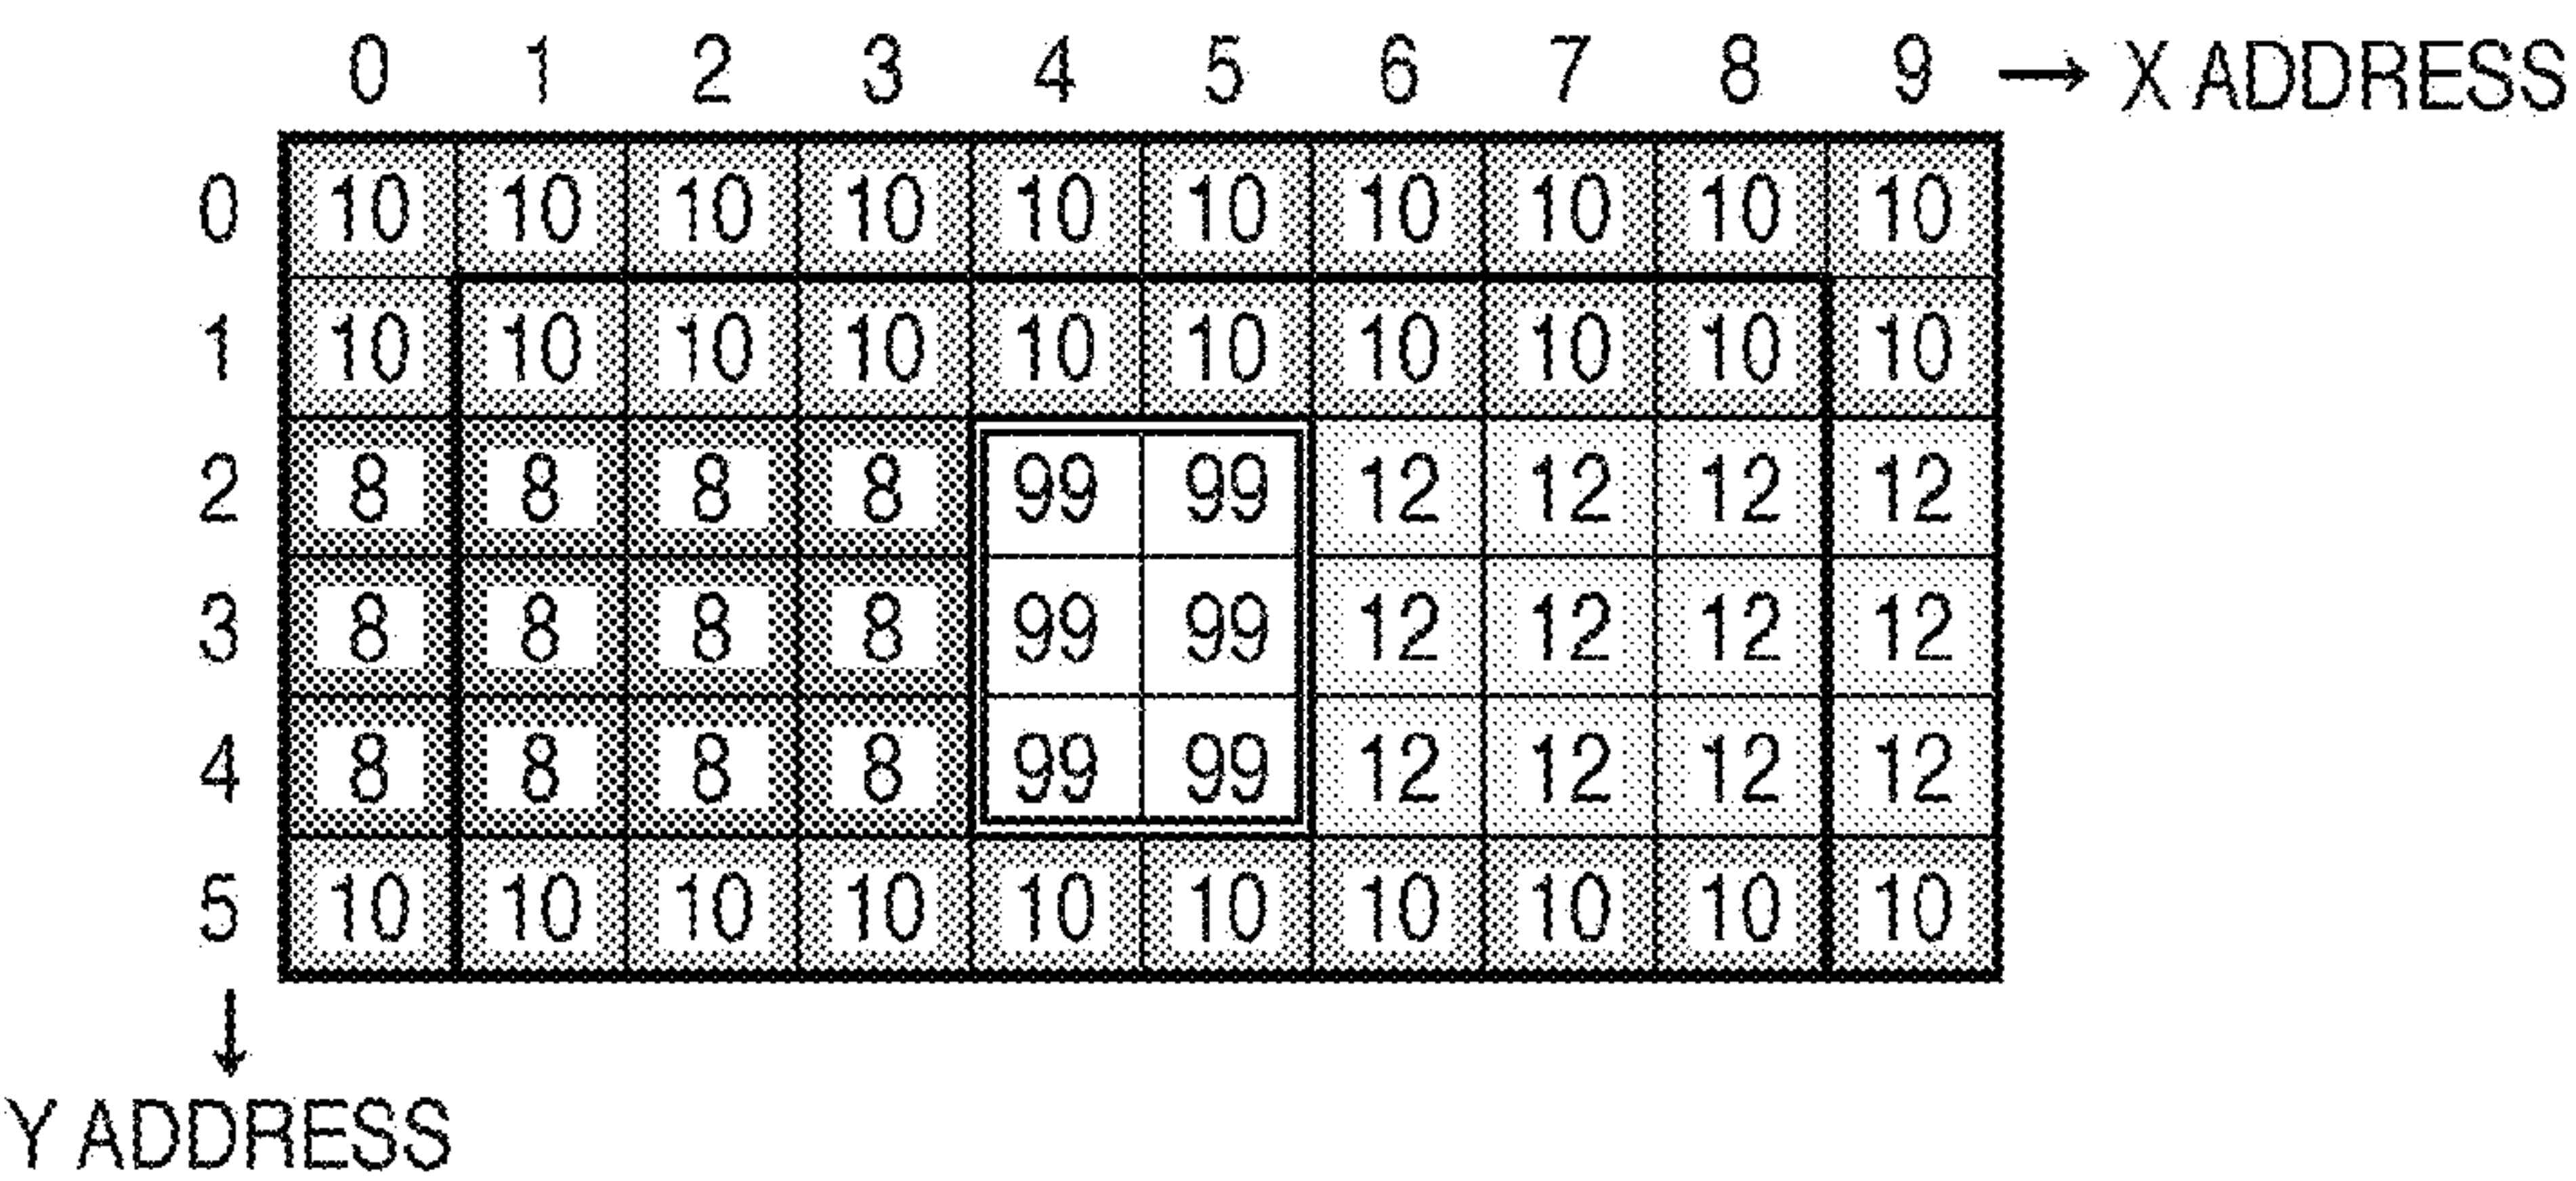 0 1 2 3 4 5 6 7 8 9 → X ADDRESS
0 10 10 10 10 10 10 10 10 10 10
1 10 10 10 10 10 10 10 10 10 10
2 8 8 8 8 99 99 12 12 12 12
3 8 8 8 8 99 99 12 12 12 12
4 8 8 8 8 99 99 12 12 12 12
5 10 10 10 10 10 10 10 10 10 10
↓
Y ADDRESS